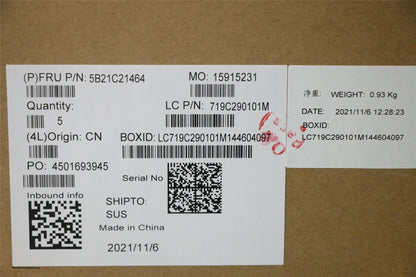 (P)FRU P/N: 5B21C21464
MO: 15915231
Quantity:
5
LC P/N: 719C290101M
(4L)Origin: CN
BOXID: LC719C290101M144604097
PO: 4501693945
Serial No
Inbound info
SHIPTO:
SUS
Made in China
2021/11/6
净重: WEIGHT: 0.93 Kg
DATE: 2021/11/6 12:28:23
BOXID:
LC719C290101M144604097